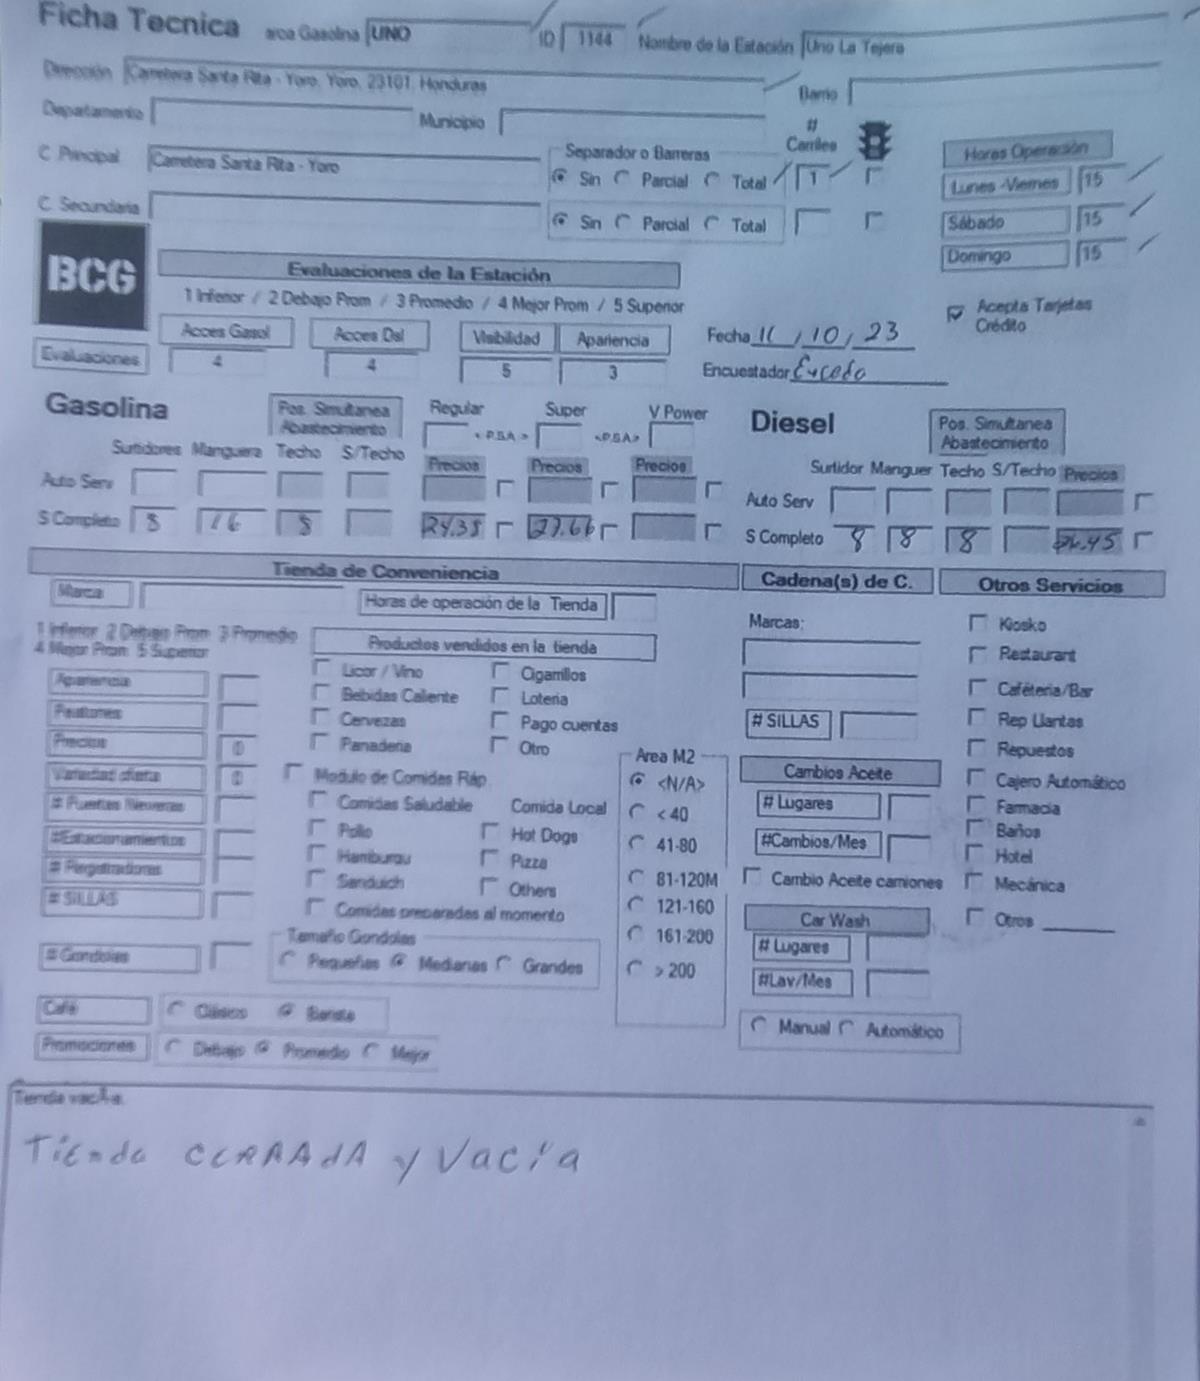 Ficha Tecnica arca Gasolina UNO ID 1144 Nombre de la Estación Uno La Tejera
Dirección Carretera Santa Rita - Yoro, Yoro, 23101, Honduras Barrio
Departamento Municipio
# Carriles
C. Principal Carretera Santa Rita - Yoro
Separador o Barreras
Sin Parcial Total 1
C. Secundaria
Sin Parcial Total
Horas Operación
Lunes -Viernes 15
Sábado 15
Domingo 15
Acepta Tarjetas Crédito
BCG
Evaluaciones de la Estación
1 Inferior / 2 Debajo Prom / 3 Promedio / 4 Mejor Prom / 5 Superior
Acces Gasol Acces Dsl Visibilidad Apariencia
Evaluaciones 4 4 5 3
Fecha 11 / 10 / 23
Encuestador
Gasolina
Pos. Simultanea Abastecimiento
Regular Super V Power
< P.S.A > <P.S.A>
Surtidores Manguera Techo S/Techo Precios Precios Precios
Auto Serv
S Completo 8 16 8 24.38 27.66
Diesel
Pos. Simultanea Abastecimiento
Surtidor Manguer Techo S/Techo Precios
Auto Serv
S Completo 8 8 8 26.45
Tienda de Conveniencia
Marca Horas de operación de la Tienda
1 Inferior 2 Debajo Prom 3 Promedio
4 Mejor Prom 5 Superior
Apariencia
Precios 0
Variedad oferta 0
# Puertas Neveras
#Estacionamientos
# Registradoras
# SILLAS
# Gondolas
Productos vendidos en la tienda
Licor / Vino Cigarrillos
Bebidas Caliente Loteria
Cervezas Pago cuentas
Panaderia Otro
Modulo de Comidas Ráp
Comidas Saludable Comida Local
Pollo Hot Dogs
Hamburgu Pizza
Sanduich Others
Comidas preparadas al momento
Tamaño Gondolas
Pequeñas Medianas Grandes
Area M2
<N/A>
< 40
41-80
81-120M
121-160
161-200
> 200
Café Clásico Barista
Promociones Debajo Promedio Mejor
Cadena(s) de C.
Marcas:
# SILLAS
Cambios Aceite
# Lugares
#Cambios/Mes
Cambio Aceite camiones
Car Wash
# Lugares
#Lav/Mes
Manual Automático
Otros Servicios
Kiosko
Restaurant
Caféteria/Bar
Rep Llantas
Repuestos
Cajero Automático
Farmacia
Baños
Hotel
Mecánica
Otros
Tienda vacÃ­a.
Tienda CERRAdA y VacíA